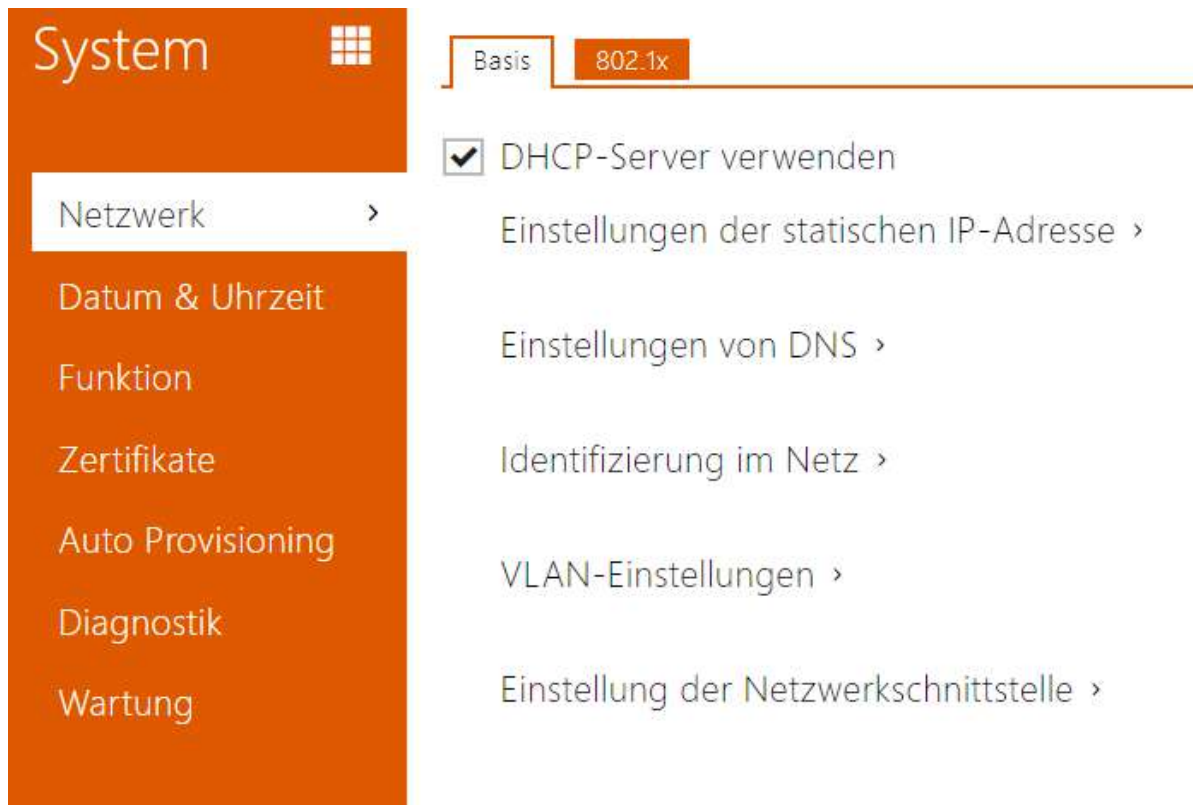 System
Netzwerk
Datum & Uhrzeit
Funktion
Zertifikate
Auto Provisioning
Diagnostik
Wartung
Basis
802.1x
DHCP-Server verwenden
Einstellungen der statischen IP-Adresse ›
Einstellungen von DNS ›
Identifizierung im Netz ›
VLAN-Einstellungen ›
Einstellung der Netzwerkschnittstelle ›